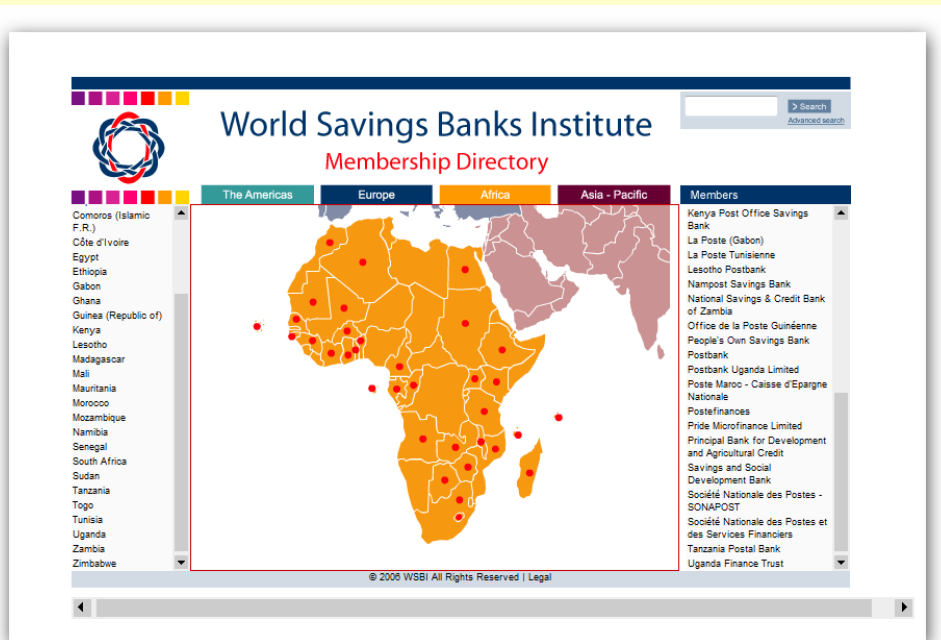 > Search
Advanced search
World Savings Banks Institute
Membership Directory
The Americas
Europe
Africa
Asia - Pacific
Members
Comoros (Islamic
F.R.)
Côte d'Ivoire
Egypt
Ethiopia
Gabon
Ghana
Guinea (Republic of)
Kenya
Lesotho
Madagascar
Mali
Mauritania
Morocco
Mozambique
Namibia
Senegal
South Africa
Sudan
Tanzania
Togo
Tunisia
Uganda
Zambia
Zimbabwe
Kenya Post Office Savings
Bank
La Poste (Gabon)
La Poste Tunisienne
Lesotho Postbank
Nampost Savings Bank
National Savings & Credit Bank
of Zambia
Office de la Poste Guinéenne
People's Own Savings Bank
Postbank
Postbank Uganda Limited
Poste Maroc - Caisse d'Epargne
Nationale
Postefinances
Pride Microfinance Limited
Principal Bank for Development
and Agricultural Credit
Savings and Social
Development Bank
Société Nationale des Postes -
SONAPOST
Société Nationale des Postes et
des Services Financiers
Tanzania Postal Bank
Uganda Finance Trust
© 2006 WSBI All Rights Reserved | Legal